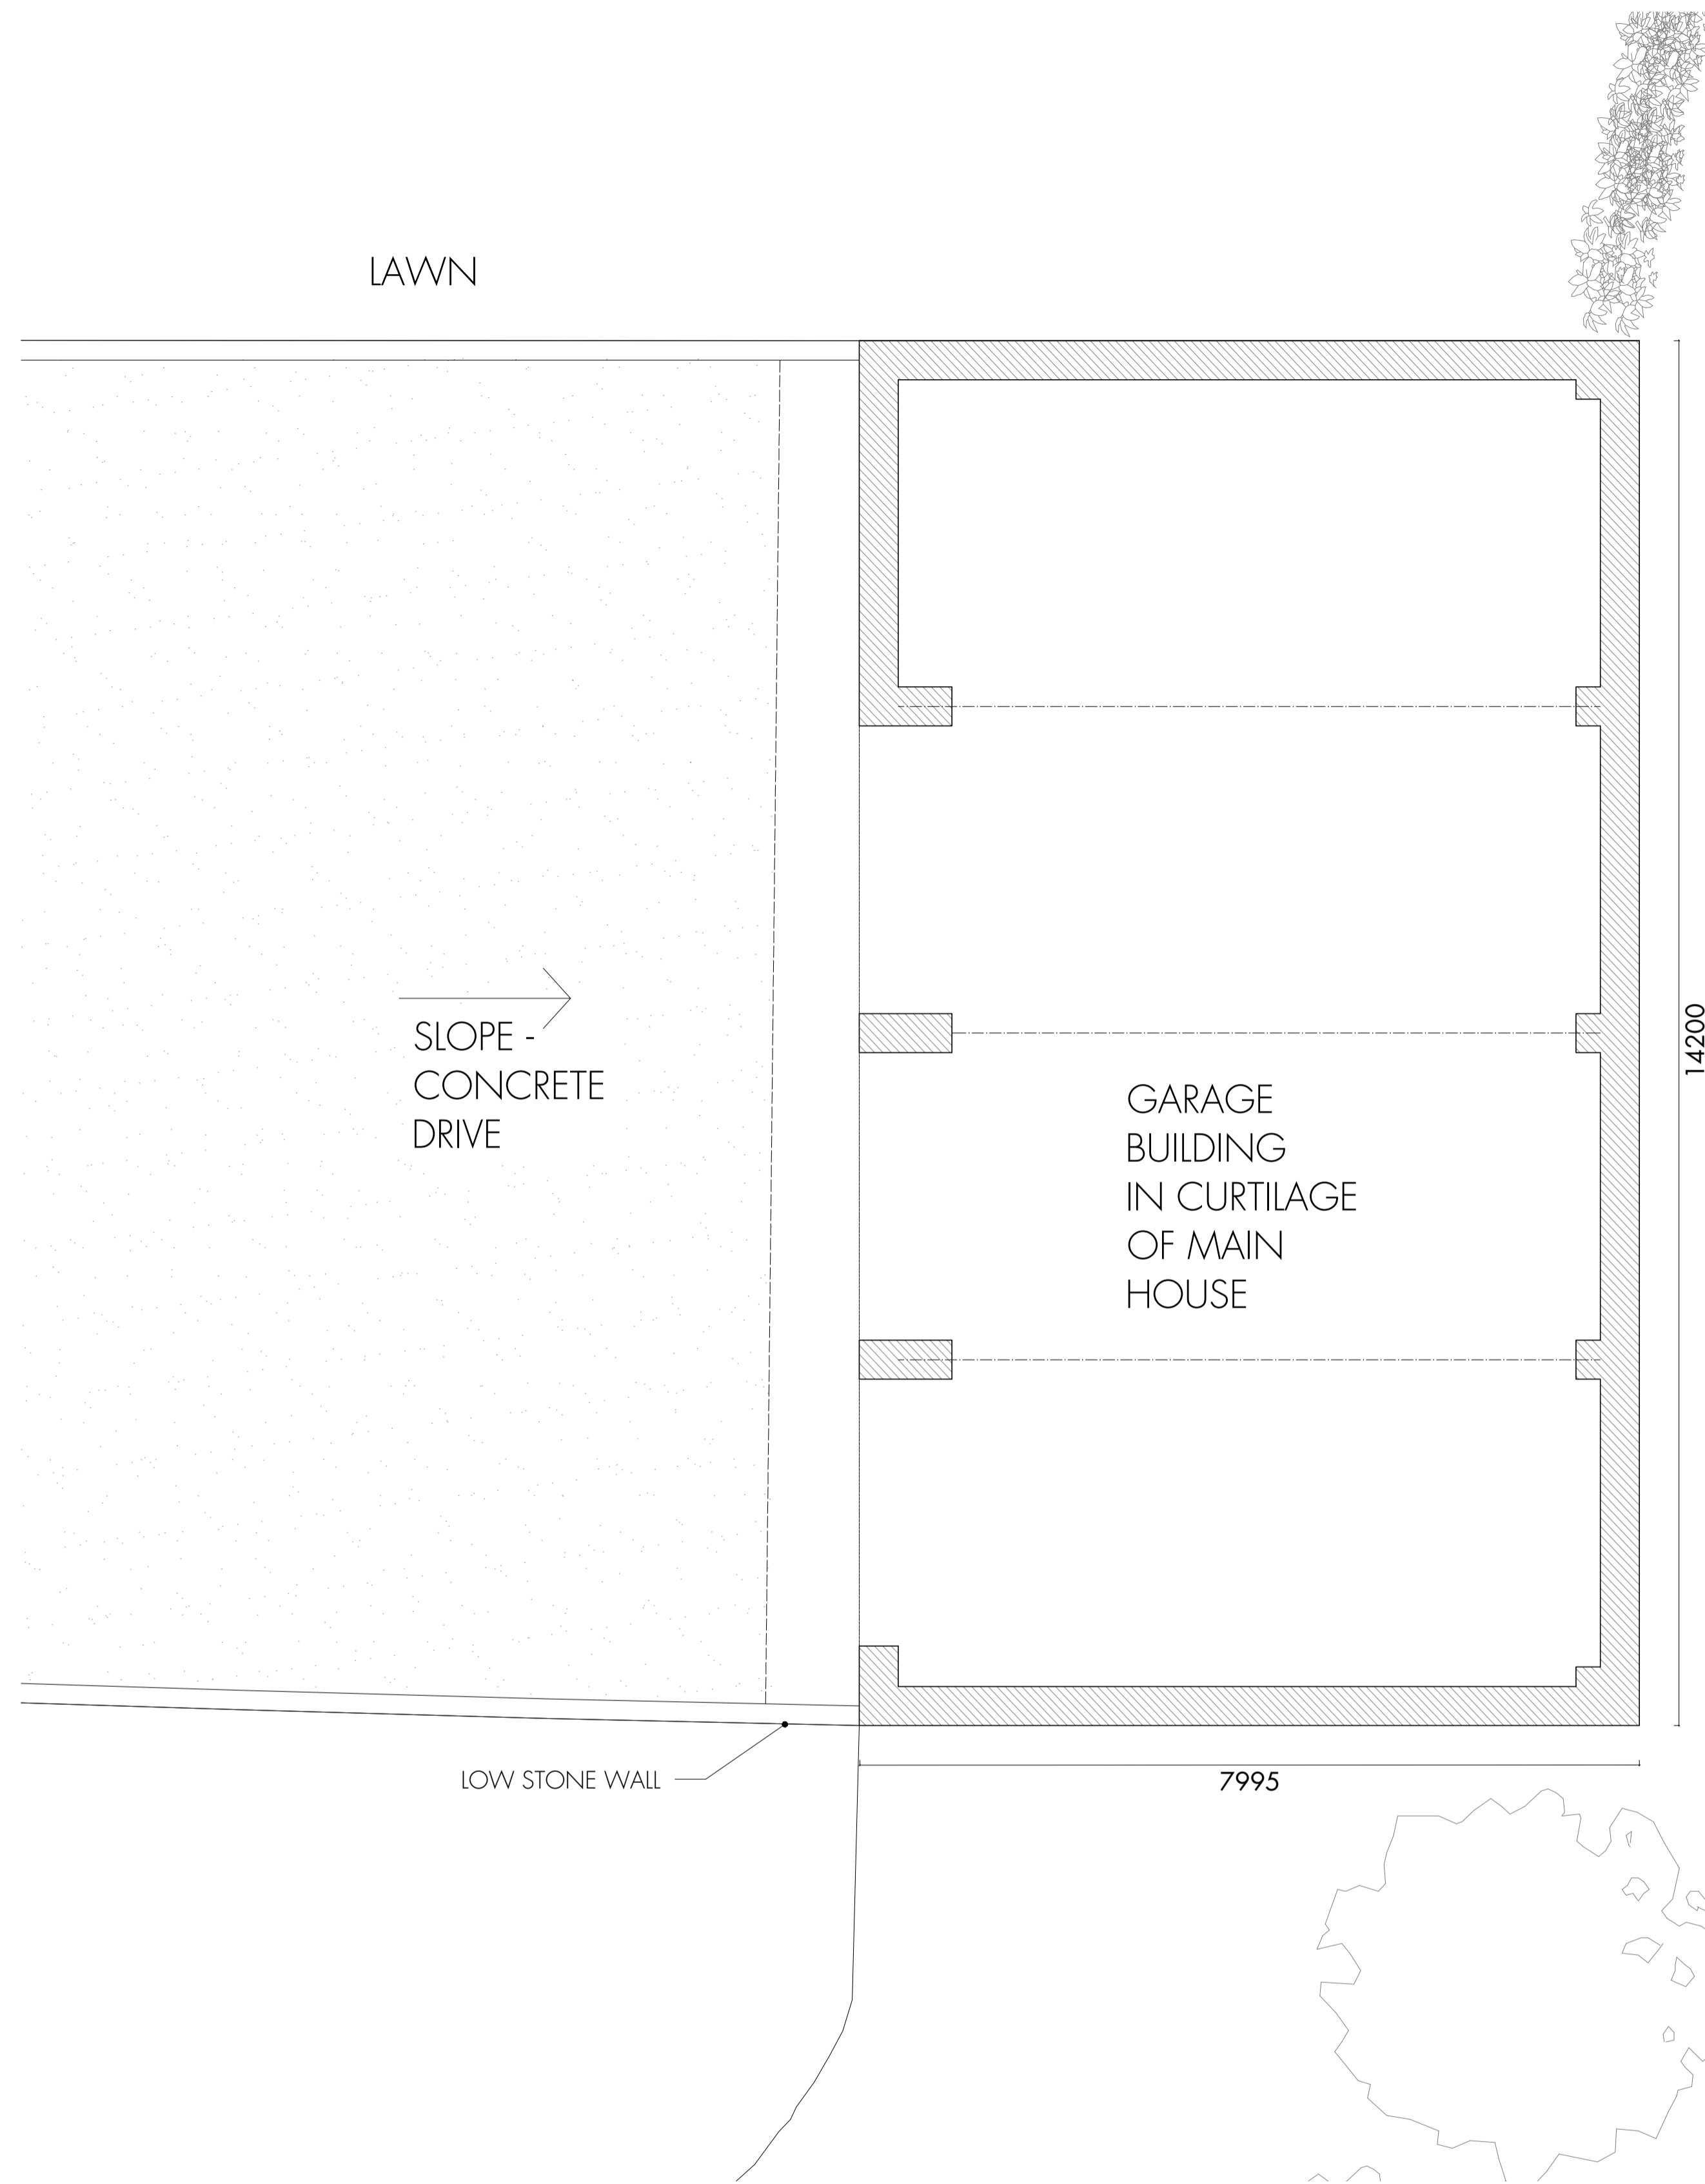 LAWN
SLOPE -
CONCRETE
DRIVE
14200
GARAGE
BUILDING
IN CURTILAGE
OF MAIN
HOUSE
LOW STONE WALL
7995